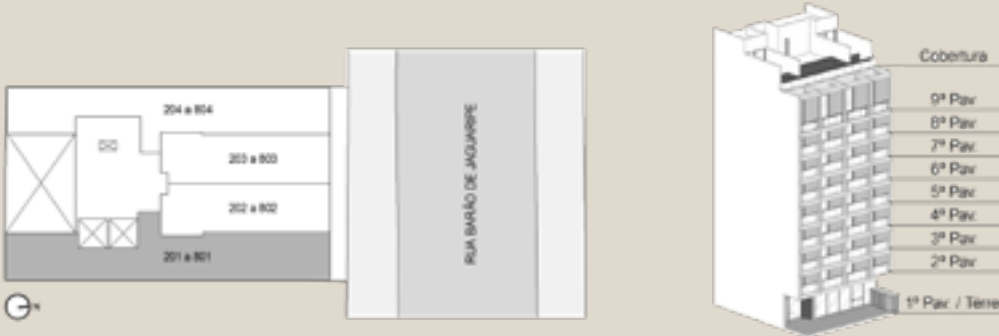 204 a 804
203 a 803
202 a 802
201 a 801
RUA BARÃO DE JAGUARIPE
N
Cobertura
9º Pav
8º Pav
7º Pav
6º Pav
5º Pav
4º Pav
3º Pav
2º Pav
1º Pav. / Térre